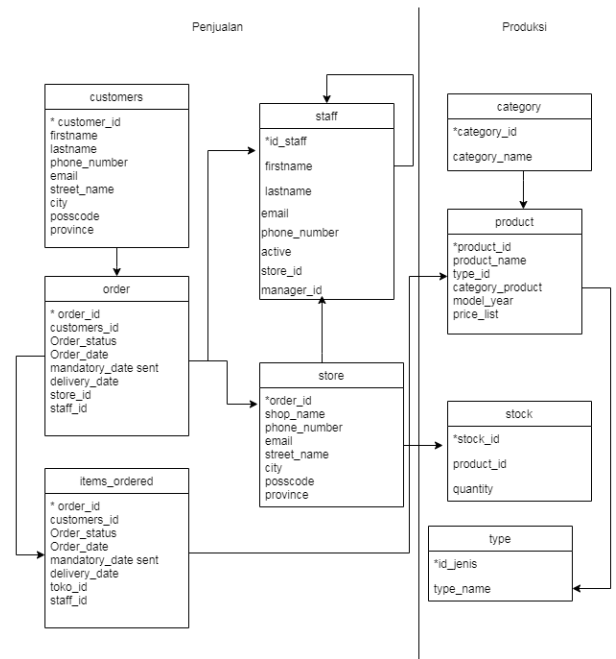 Penjualan
Produksi
customers
* customer_id
firstname
lastname
phone_number
email
street_name
city
posscode
province
staff
*id_staff
firstname
lastname
email
phone_number
active
store_id
manager_id
category
*category_id
category_name
product
*product_id
product_name
type_id
category_product
model_year
price_list
order
* order_id
customers_id
Order_status
Order_date
mandatory_date sent
delivery_date
store_id
staff_id
store
*order_id
shop_name
phone_number
email
street_name
city
posscode
province
stock
*stock_id
product_id
quantity
items_ordered
* order_id
customers_id
Order_status
Order_date
mandatory_date sent
delivery_date
toko_id
staff_id
type
*id_jenis
type_name